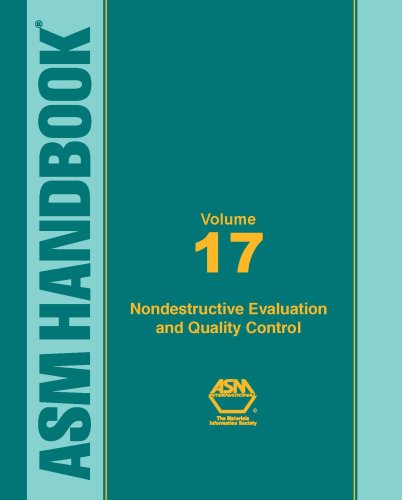 ASM HANDBOOK®
Volume
17
Nondestructive Evaluation
and Quality Control
ASM
INTERNATIONAL
®
The Materials
Information Society